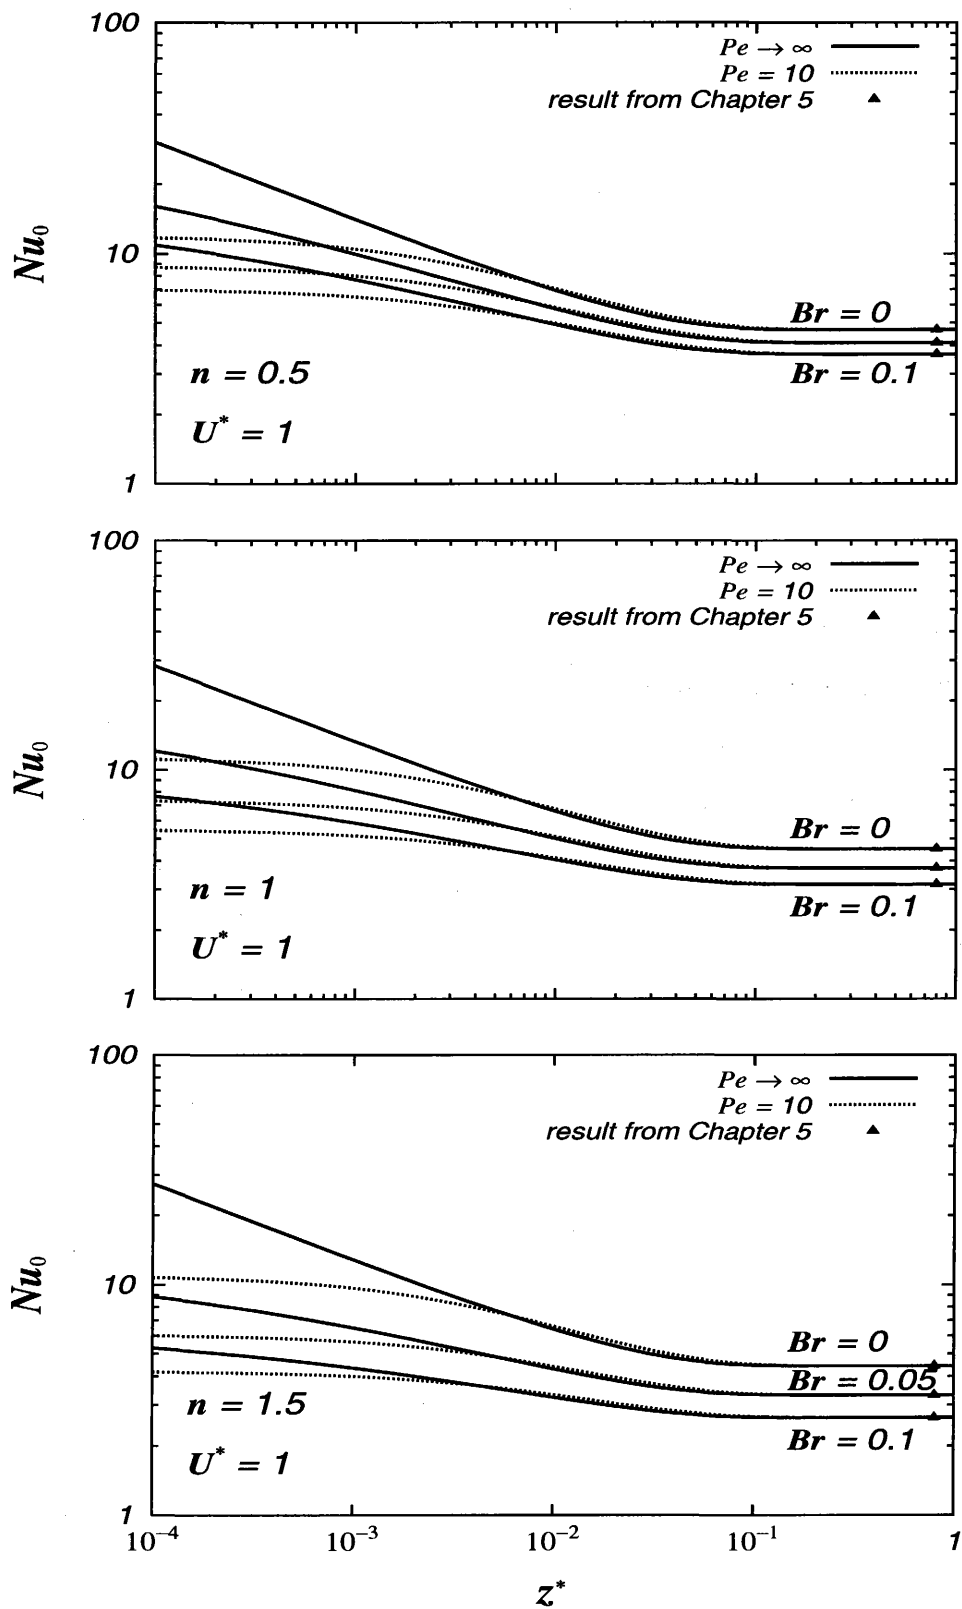 100
Pe → ∞
Pe = 10
result from Chapter 5
Nu₀
10
Br = 0
n = 0.5
Br = 0.1
U* = 1
1
100
Pe → ∞
Pe = 10
result from Chapter 5
Nu₀
10
Br = 0
n = 1
Br = 0.1
U* = 1
1
100
Pe → ∞
Pe = 10
result from Chapter 5
Nu₀
10
Br = 0
Br = 0.05
n = 1.5
Br = 0.1
U* = 1
1
10⁻⁴ 10⁻³ 10⁻² 10⁻¹ 1
z*